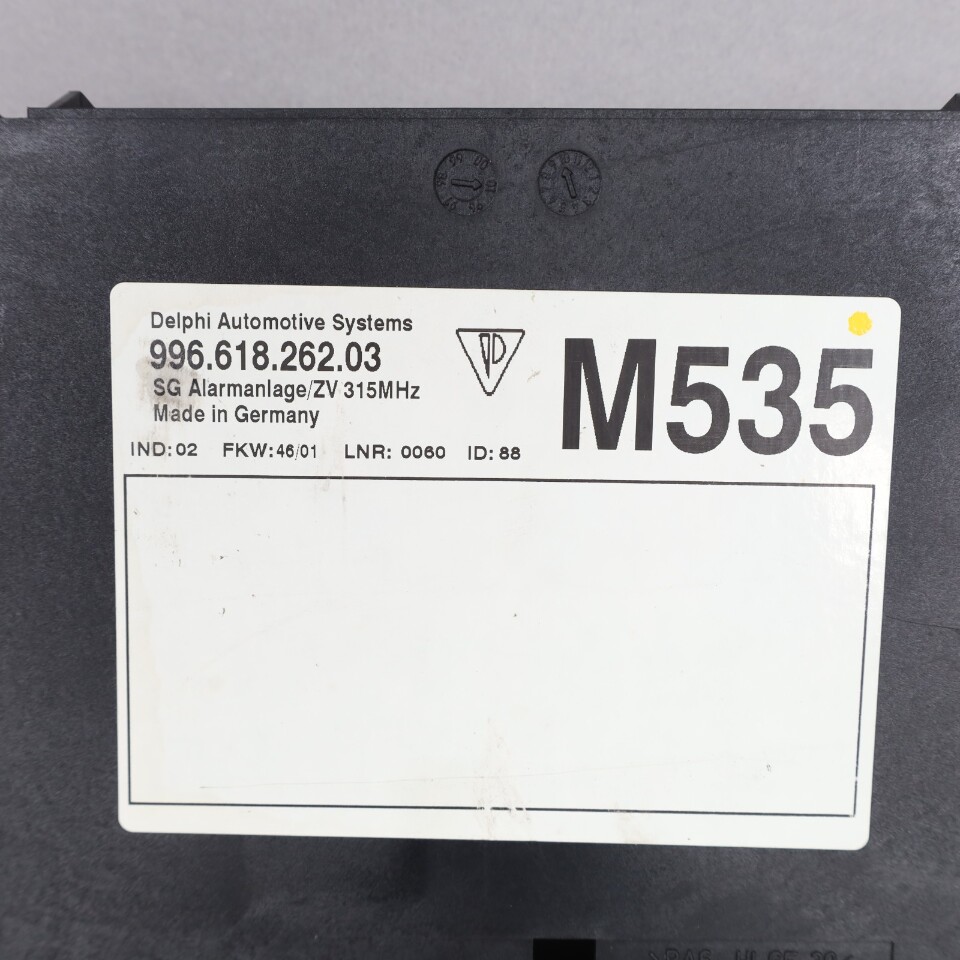 Delphi Automotive Systems
996.618.262.03
SG Alarmanlage/ZV 315MHz
Made in Germany
M535
IND: 02 FKW: 46/01 LNR: 0060 ID: 88